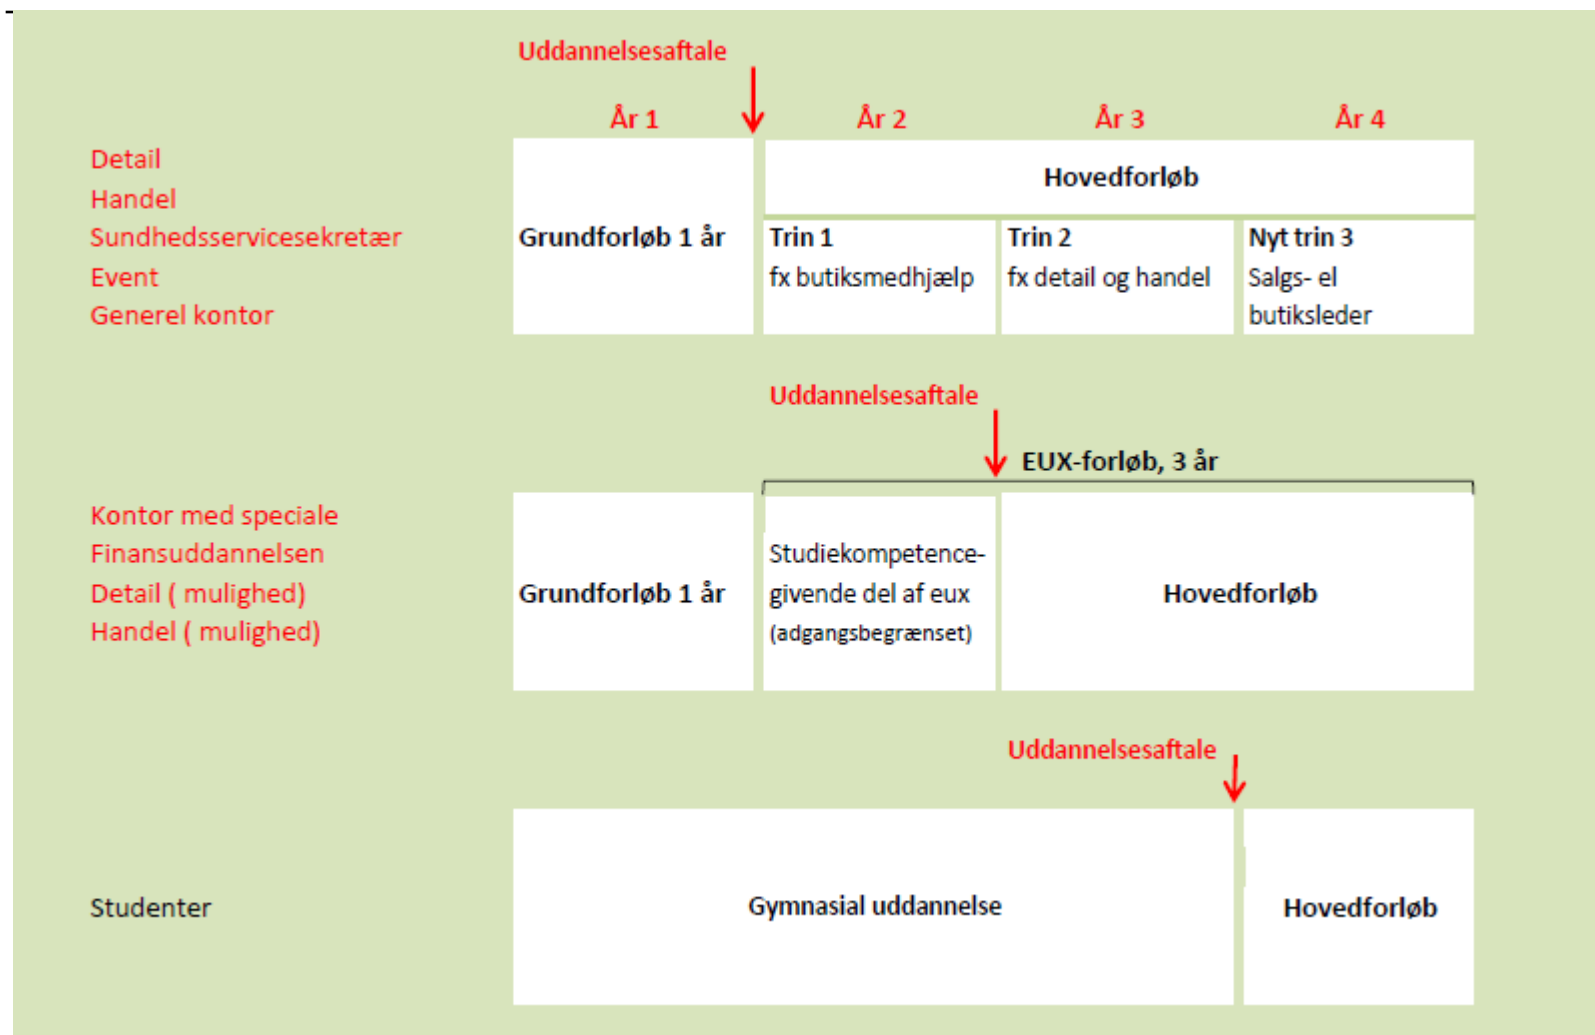 Uddannelsesaftale
År 1 År 2 År 3 År 4
Detail
Handel
Sundhedsservicesekretær
Event
Generel kontor
Grundforløb 1 år
Hovedforløb
Trin 1
fx butiksmedhjælp
Trin 2
fx detail og handel
Nyt trin 3
Salgs- el
butiksleder
Uddannelsesaftale
EUX-forløb, 3 år
Kontor med speciale
Finansuddannelsen
Detail ( mulighed)
Handel ( mulighed)
Grundforløb 1 år
Studiekompetence-
givende del af eux
(adgangsbegrænset)
Hovedforløb
Uddannelsesaftale
Studenter
Gymnasial uddannelse
Hovedforløb